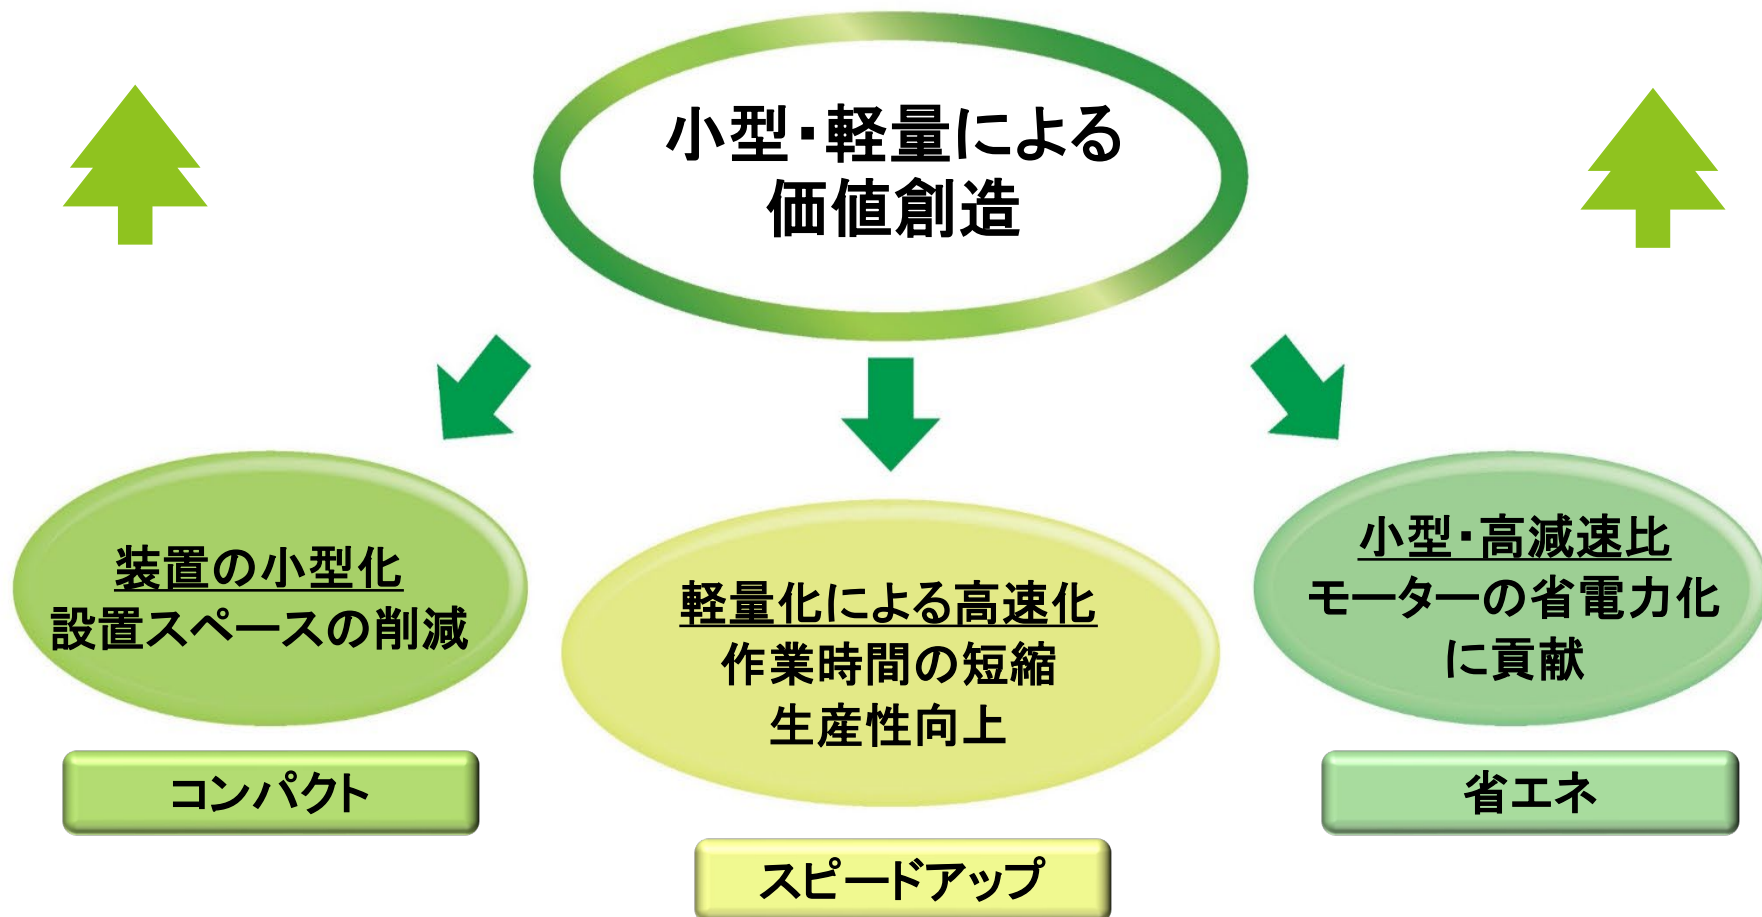 小型・軽量による
価値創造
装置の小型化
設置スペースの削減
コンパクト
軽量化による高速化
作業時間の短縮
生産性向上
スピードアップ
小型・高減速比
モーターの省電力化
に貢献
省エネ